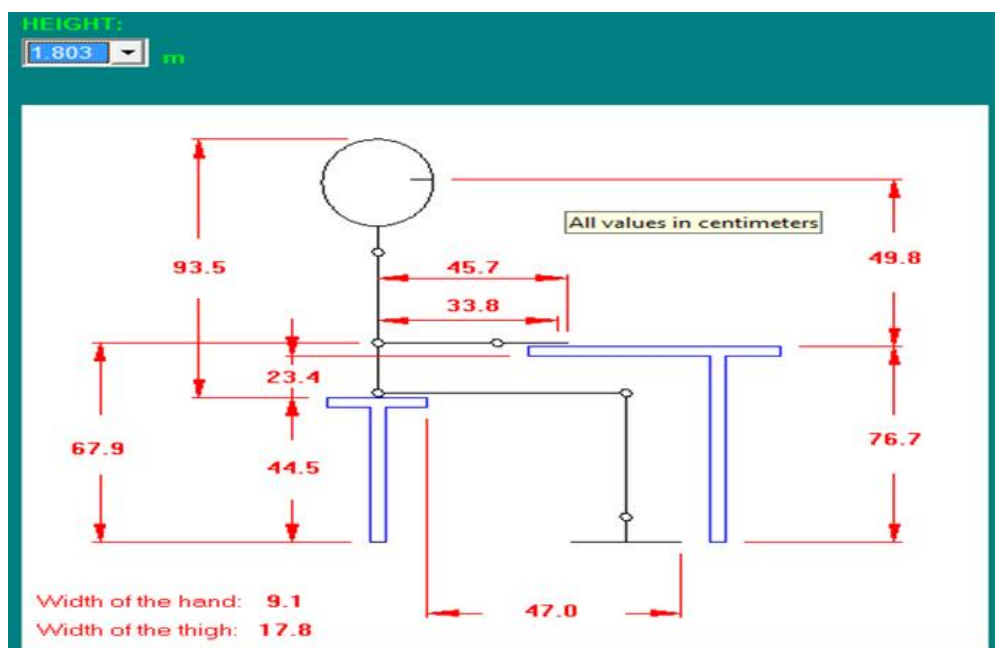 HEIGHT:
1.803 m
All values in centimeters
49.8
93.5
45.7
33.8
23.4
67.9
44.5
76.7
Width of the hand: 9.1
47.0
Width of the thigh: 17.8